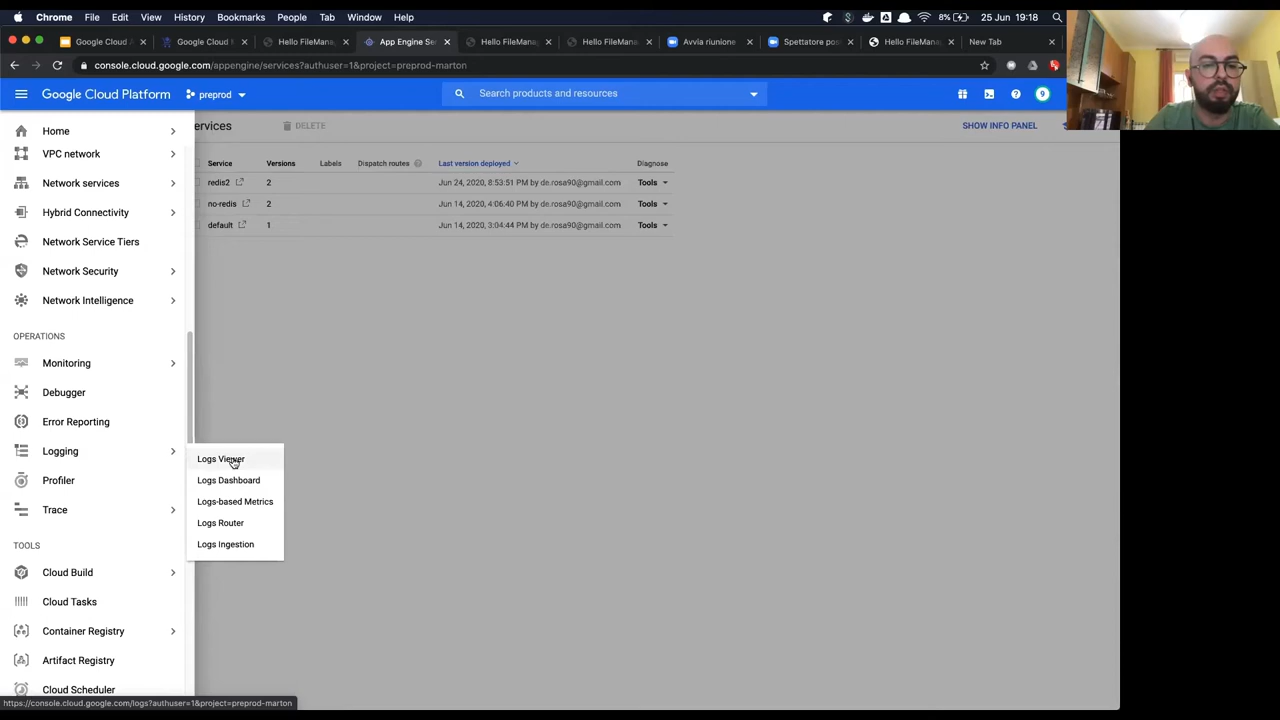 Chrome File Edit View History Bookmarks People Tab Window Help
8% 25 Jun 19:18
Google Cloud
Google Cloud
Hello FileMana
App Engine Se
Hello FileMana
Hello FileMana
Avvia riunione
Spettatore pos
Hello FileMana
New Tab
console.cloud.google.com/appengine/services?authuser=1&project=preprod-marton
Google Cloud Platform preprod Search products and resources 9
Home
ervices DELETE SHOW INFO PANEL
VPC network
Service Versions Labels Dispatch routes Last version deployed Diagnose
Network services
redis2 2 Jun 24, 2020, 8:53:51 PM by de.rosa90@gmail.com Tools
no-redis 2 Jun 14, 2020, 4:06:40 PM by de.rosa90@gmail.com Tools
Hybrid Connectivity
default 1 Jun 14, 2020, 3:04:44 PM by de.rosa90@gmail.com Tools
Network Service Tiers
Network Security
Network Intelligence
OPERATIONS
Monitoring
Debugger
Error Reporting
Logging
Logs Viewer
Profiler
Logs Dashboard
Logs-based Metrics
Trace
Logs Router
TOOLS
Logs Ingestion
Cloud Build
Cloud Tasks
Container Registry
Artifact Registry
Cloud Scheduler
https://console.cloud.google.com/logs?authuser=1&project=preprod-marton